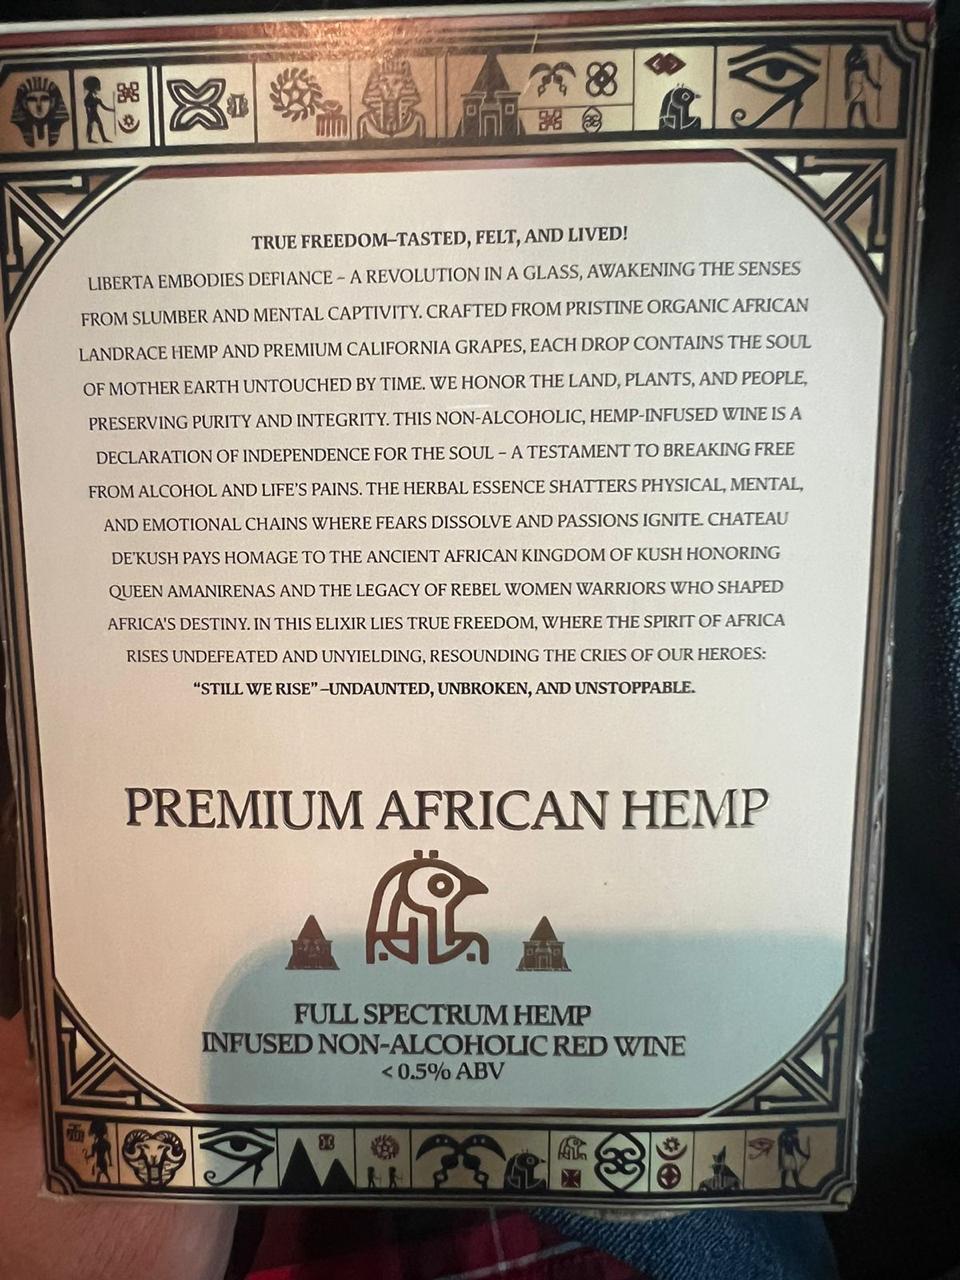 TRUE FREEDOM–TASTED, FELT, AND LIVED!
LIBERTA EMBODIES DEFIANCE – A REVOLUTION IN A GLASS, AWAKENING THE SENSES
FROM SLUMBER AND MENTAL CAPTIVITY. CRAFTED FROM PRISTINE ORGANIC AFRICAN
LANDRACE HEMP AND PREMIUM CALIFORNIA GRAPES, EACH DROP CONTAINS THE SOUL
OF MOTHER EARTH UNTOUCHED BY TIME. WE HONOR THE LAND, PLANTS, AND PEOPLE,
PRESERVING PURITY AND INTEGRITY. THIS NON-ALCOHOLIC, HEMP-INFUSED WINE IS A
DECLARATION OF INDEPENDENCE FOR THE SOUL – A TESTAMENT TO BREAKING FREE
FROM ALCOHOL AND LIFE'S PAINS. THE HERBAL ESSENCE SHATTERS PHYSICAL, MENTAL,
AND EMOTIONAL CHAINS WHERE FEARS DISSOLVE AND PASSIONS IGNITE. CHATEAU
DE'KUSH PAYS HOMAGE TO THE ANCIENT AFRICAN KINGDOM OF KUSH HONORING
QUEEN AMANIRENAS AND THE LEGACY OF REBEL WOMEN WARRIORS WHO SHAPED
AFRICA'S DESTINY. IN THIS ELIXIR LIES TRUE FREEDOM, WHERE THE SPIRIT OF AFRICA
RISES UNDEFEATED AND UNYIELDING, RESOUNDING THE CRIES OF OUR HEROES:
“STILL WE RISE” –UNDAUNTED, UNBROKEN, AND UNSTOPPABLE.
PREMIUM AFRICAN HEMP
FULL SPECTRUM HEMP
INFUSED NON-ALCOHOLIC RED WINE
< 0.5% ABV